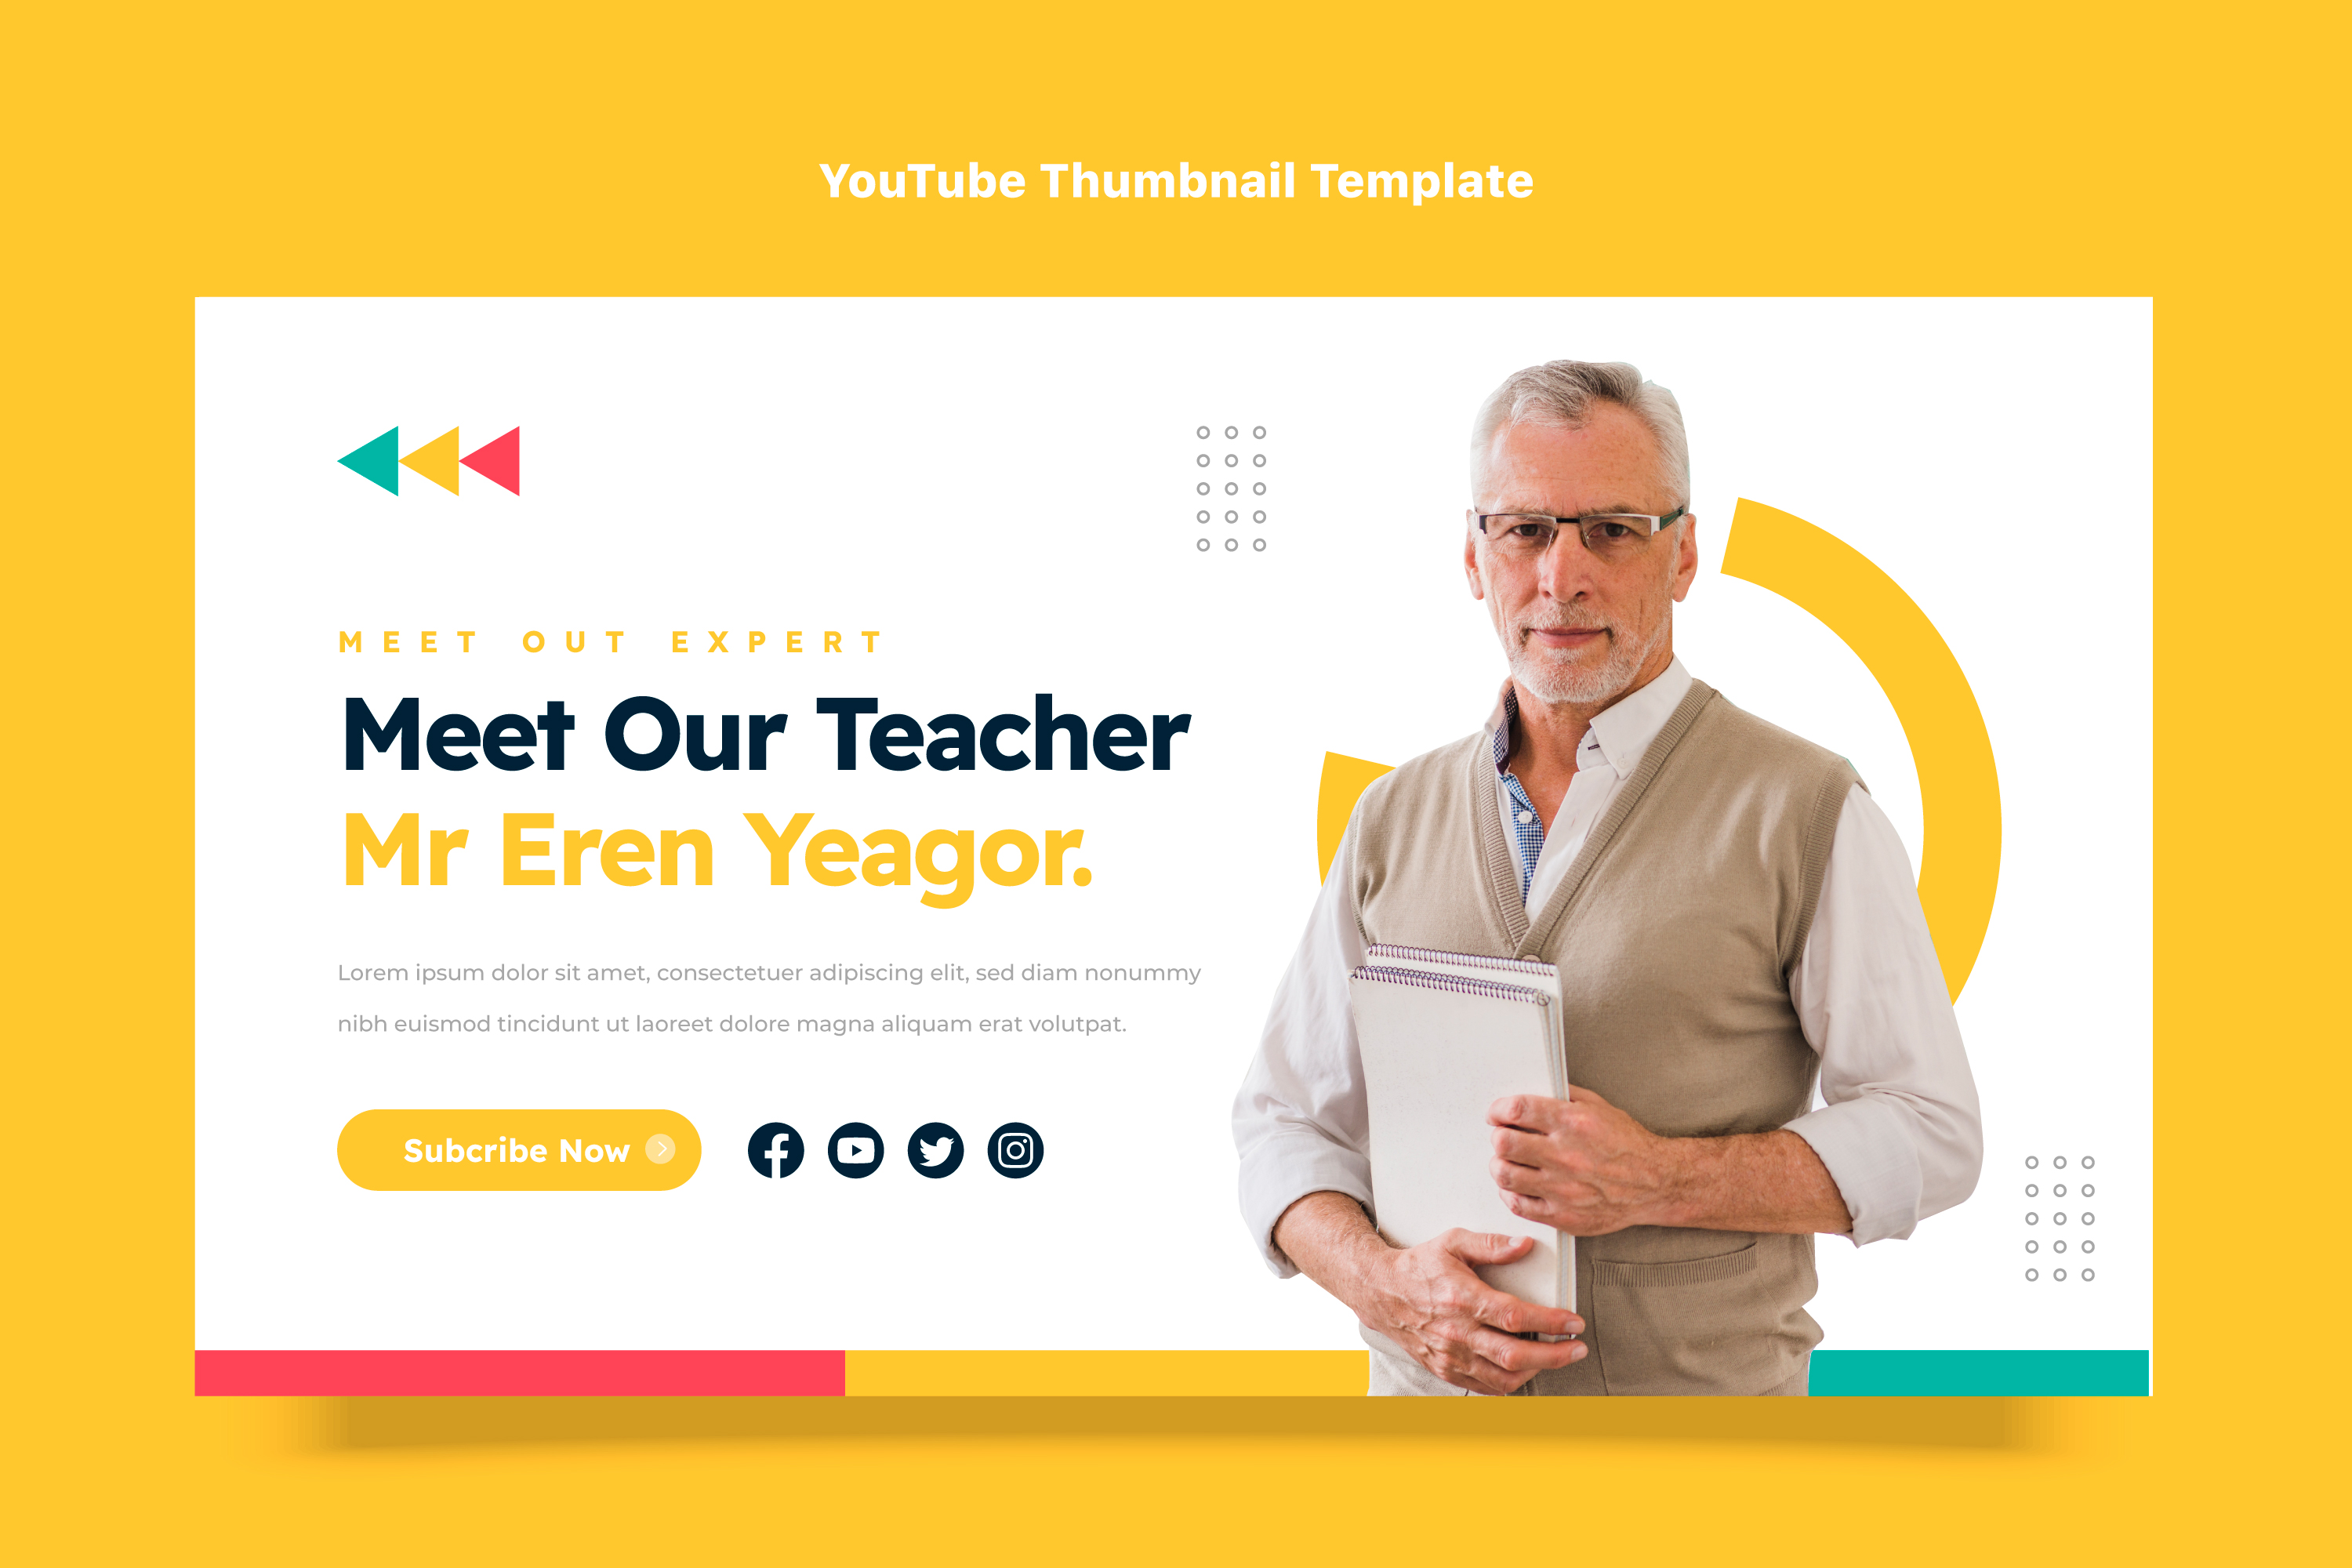 YouTube Thumbnail Template
MEET OUT EXPERT
Meet Our Teacher
Mr Eren Yeagor.
Lorem ipsum dolor sit amet, consectetuer adipiscing elit, sed diam nonummy
nibh euismod tincidunt ut laoreet dolore magna aliquam erat volutpat.
Subcribe Now